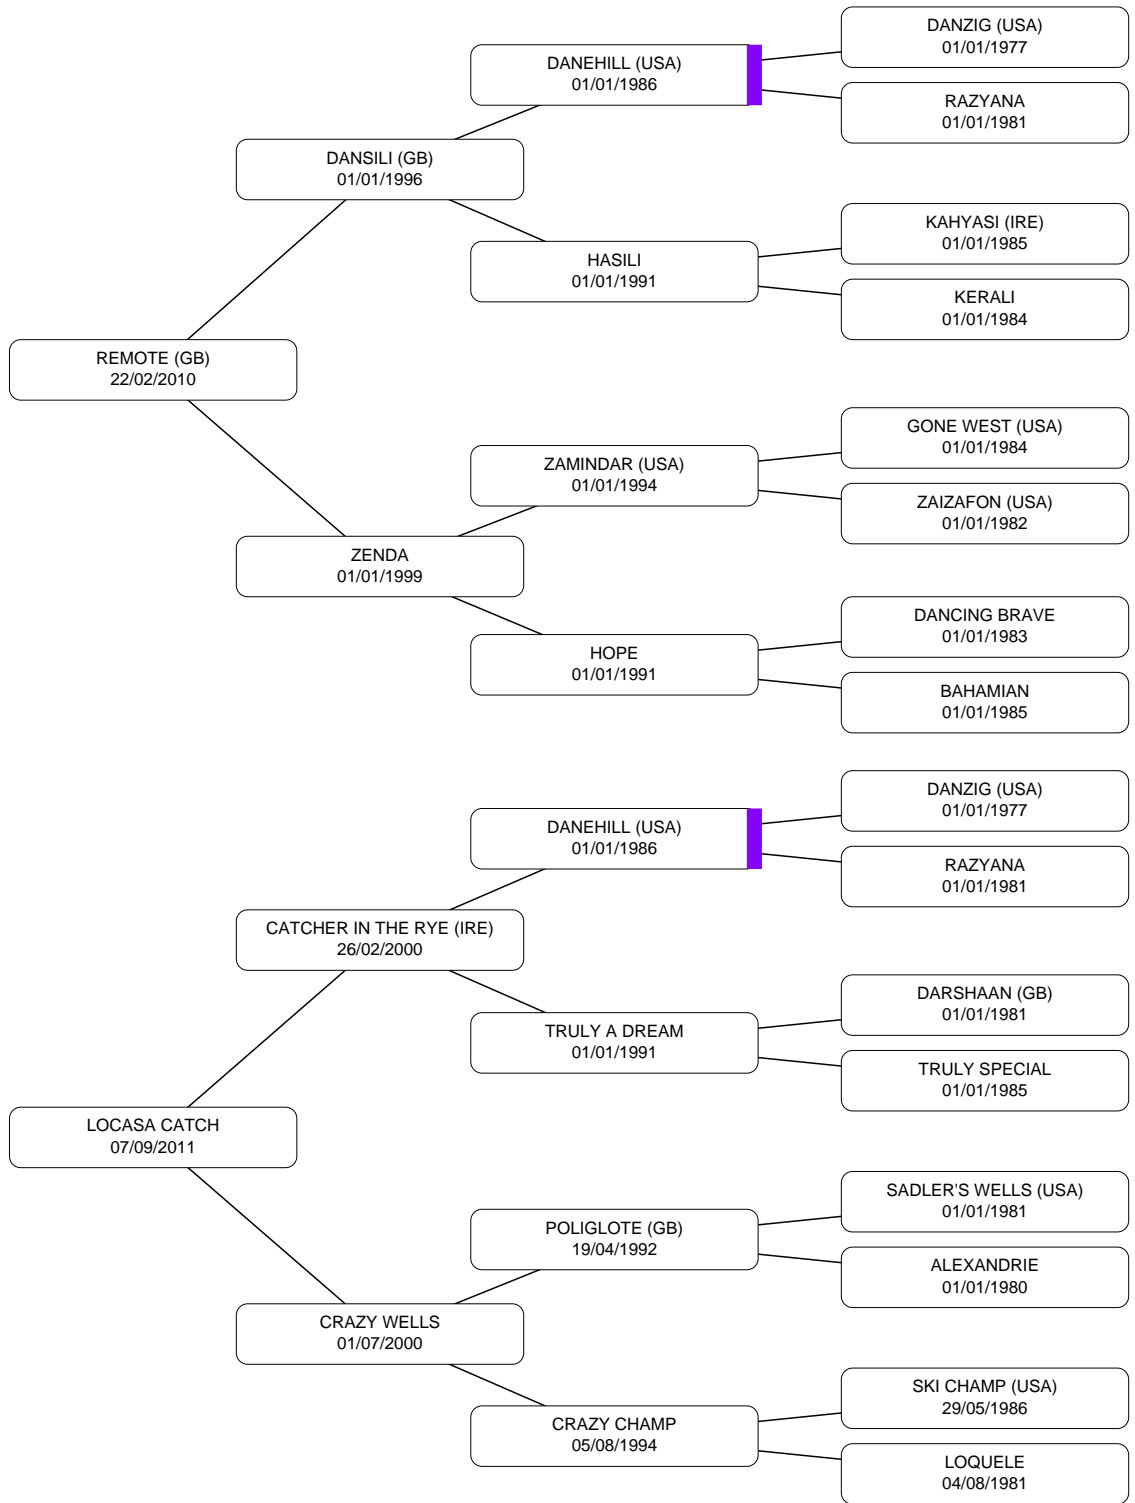 DANZIG (USA)
01/01/1977
DANEHILL (USA)
01/01/1986
RAZYANA
01/01/1981
DANSILI (GB)
01/01/1996
KAHYASI (IRE)
01/01/1985
HASILI
01/01/1991
KERALI
01/01/1984
REMOTE (GB)
22/02/2010
GONE WEST (USA)
01/01/1984
ZAMINDAR (USA)
01/01/1994
ZAIZAFON (USA)
01/01/1982
ZENDA
01/01/1999
DANCING BRAVE
01/01/1983
HOPE
01/01/1991
BAHAMIAN
01/01/1985
DANZIG (USA)
01/01/1977
DANEHILL (USA)
01/01/1986
RAZYANA
01/01/1981
CATCHER IN THE RYE (IRE)
26/02/2000
DARSHAAN (GB)
01/01/1981
TRULY A DREAM
01/01/1991
TRULY SPECIAL
01/01/1985
LOCASA CATCH
07/09/2011
SADLER'S WELLS (USA)
01/01/1981
POLIGLOTE (GB)
19/04/1992
ALEXANDRIE
01/01/1980
CRAZY WELLS
01/07/2000
SKI CHAMP (USA)
29/05/1986
CRAZY CHAMP
05/08/1994
LOQUELE
04/08/1981